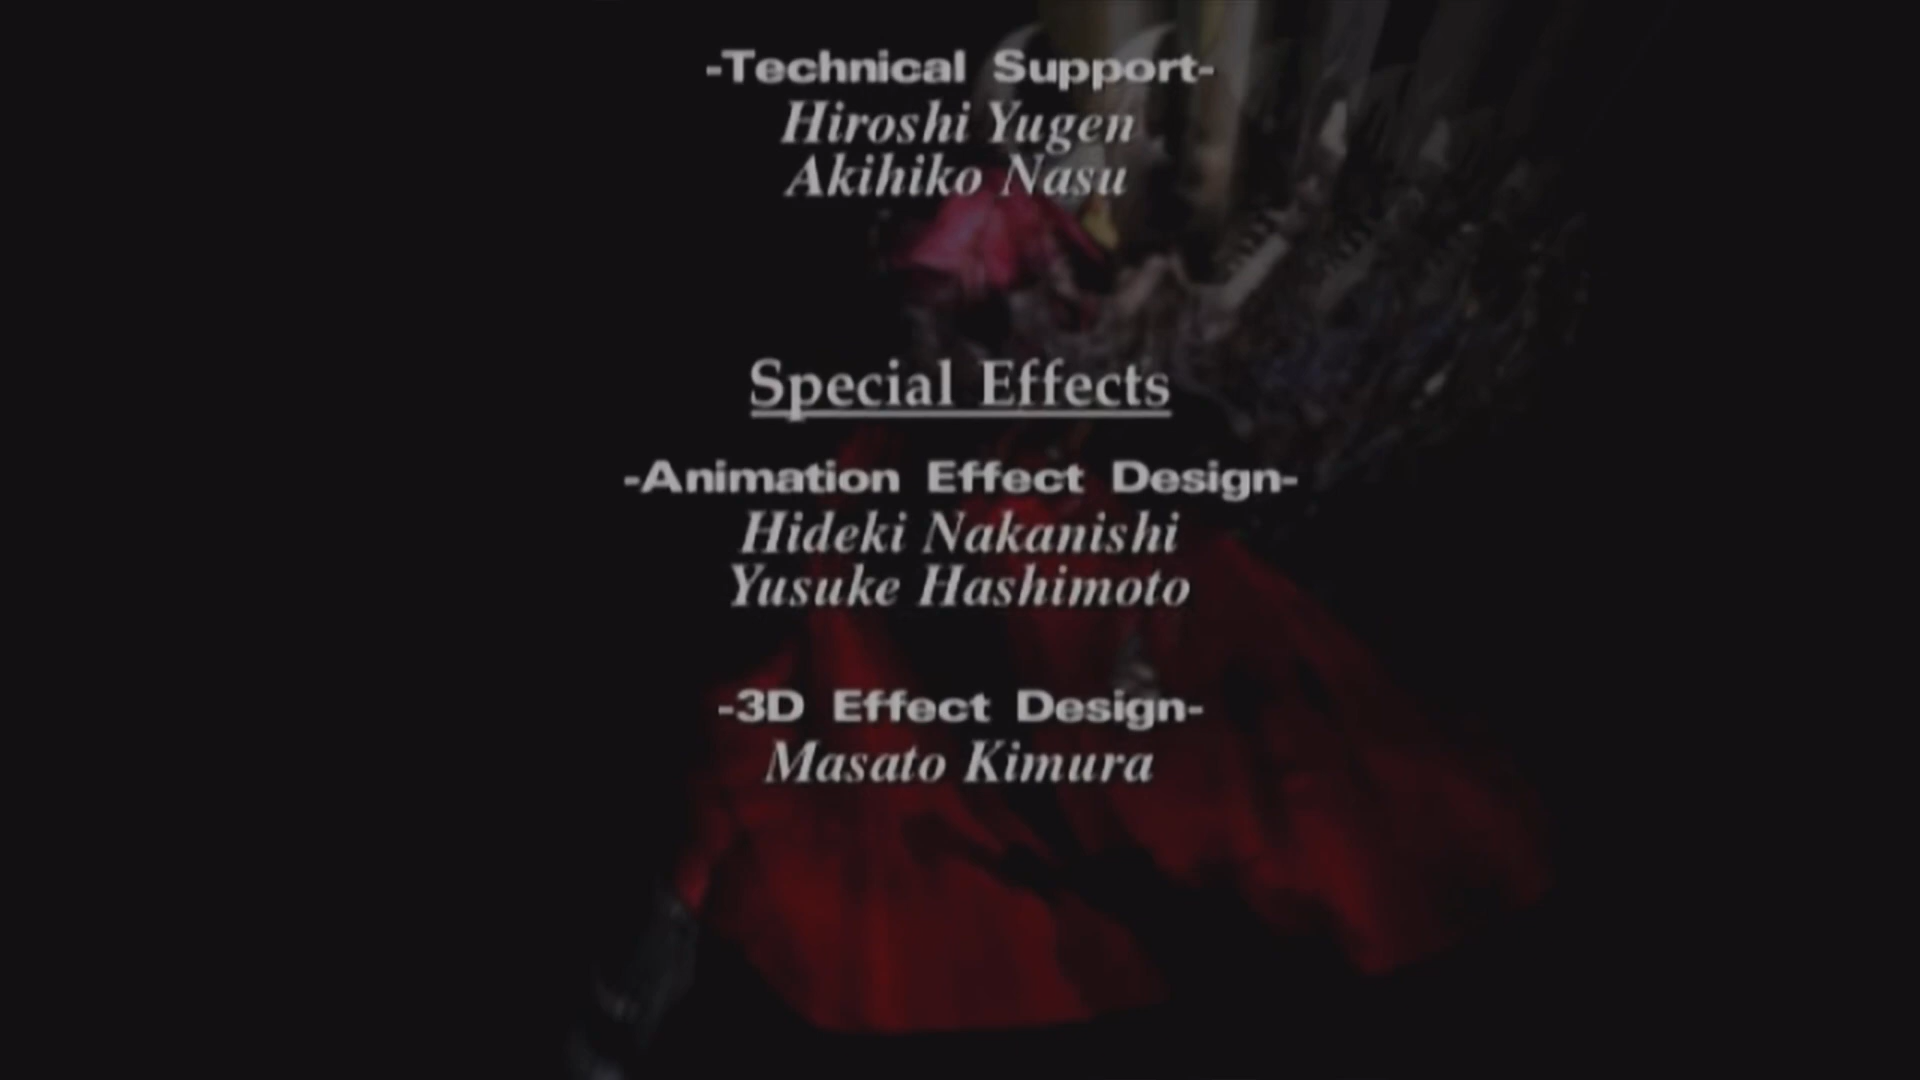 -Technical Support-
Hiroshi Yugen
Akihiko Nasu
Special Effects
-Animation Effect Design-
Hideki Nakanishi
Yusuke Hashimoto
-3D Effect Design-
Masato Kimura